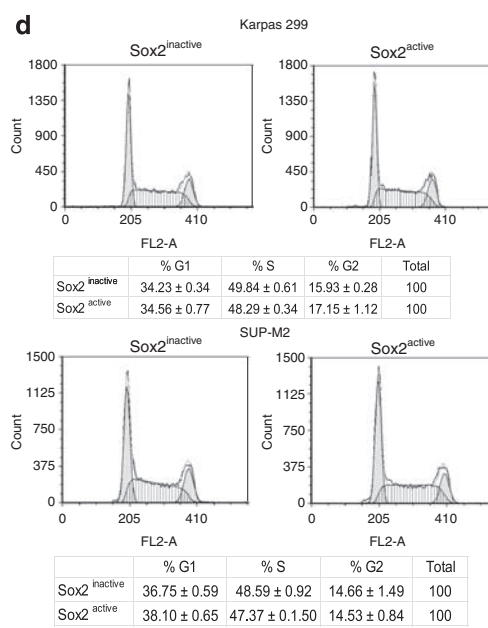 d
Karpas 299
Sox2inactive Sox2active
1800 1800
1350 1350
900 900
450 450
0 0
Count Count
0 205 410 0 205 410
FL2-A FL2-A
% G1 % S % G2 Total
Sox2 inactive 34.23 ± 0.34 49.84 ± 0.61 15.93 ± 0.28 100
Sox2 active 34.56 ± 0.77 48.29 ± 0.34 17.15 ± 1.12 100
SUP-M2
Sox2inactive Sox2active
1500 1500
1125 1125
750 750
375 375
0 0
Count Count
0 205 410 0 205 410
FL2-A FL2-A
% G1 % S % G2 Total
Sox2 inactive 36.75 ± 0.59 48.59 ± 0.92 14.66 ± 1.49 100
Sox2 active 38.10 ± 0.65 47.37 ± 0.1.50 14.53 ± 0.84 100